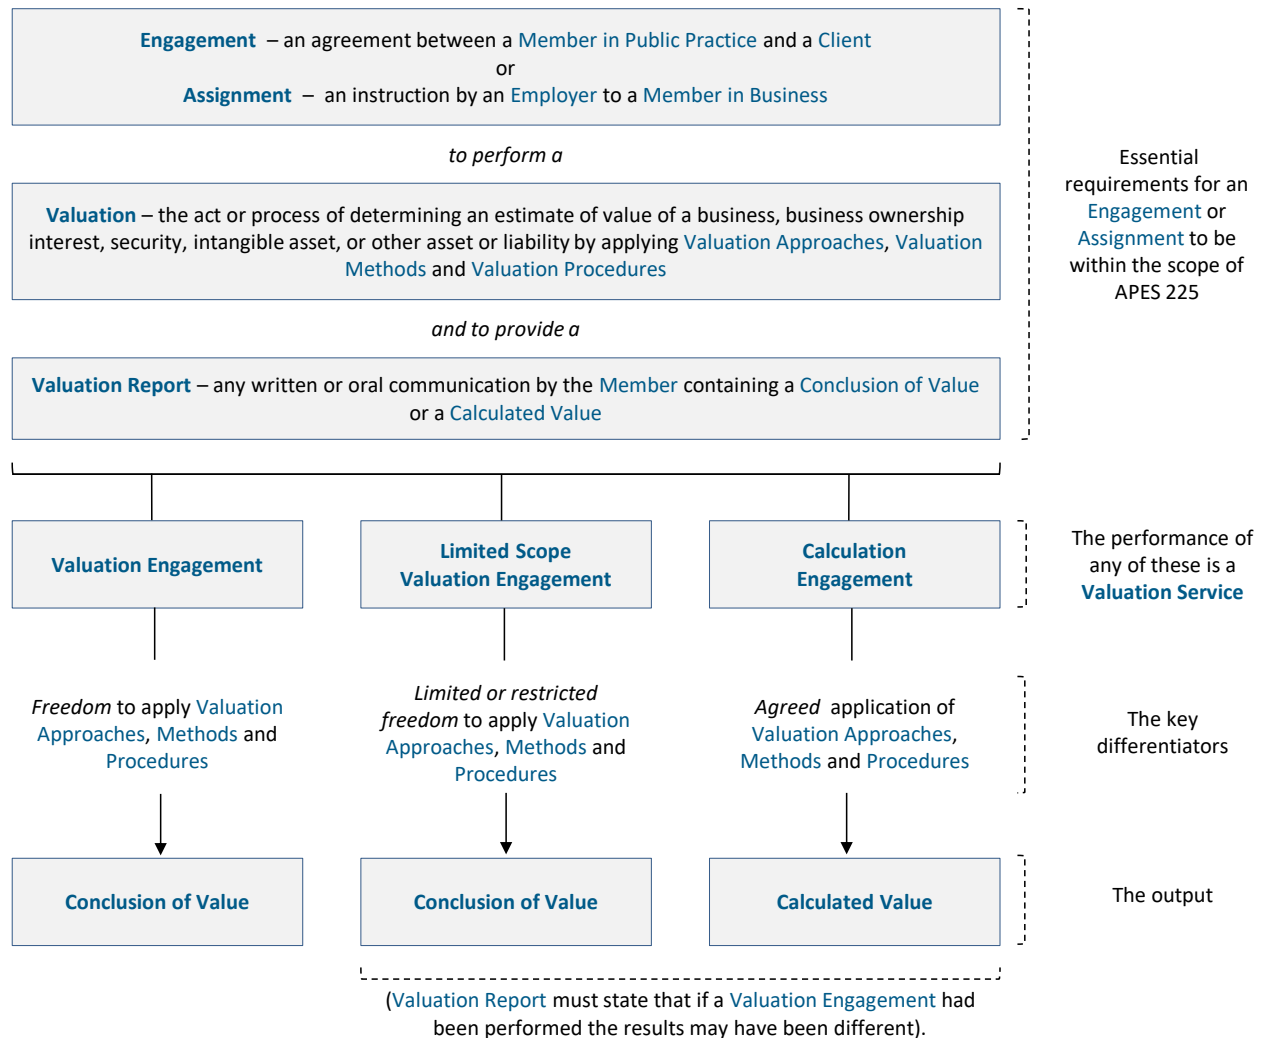 Engagement – an agreement between a Member in Public Practice and a Client
or
Assignment – an instruction by an Employer to a Member in Business
to perform a
Valuation – the act or process of determining an estimate of value of a business, business ownership
interest, security, intangible asset, or other asset or liability by applying Valuation Approaches, Valuation
Methods and Valuation Procedures
and to provide a
Valuation Report – any written or oral communication by the Member containing a Conclusion of Value
or a Calculated Value
Essential
requirements for an
Engagement or
Assignment to be
within the scope of
APES 225
Valuation Engagement
Limited Scope
Valuation Engagement
Calculation
Engagement
The performance of
any of these is a
Valuation Service
Freedom to apply Valuation
Approaches, Methods and
Procedures
Limited or restricted
freedom to apply Valuation
Approaches, Methods and
Procedures
Agreed application of
Valuation Approaches,
Methods and Procedures
The key
differentiators
Conclusion of Value
Conclusion of Value
Calculated Value
The output
(Valuation Report must state that if a Valuation Engagement had
been performed the results may have been different).